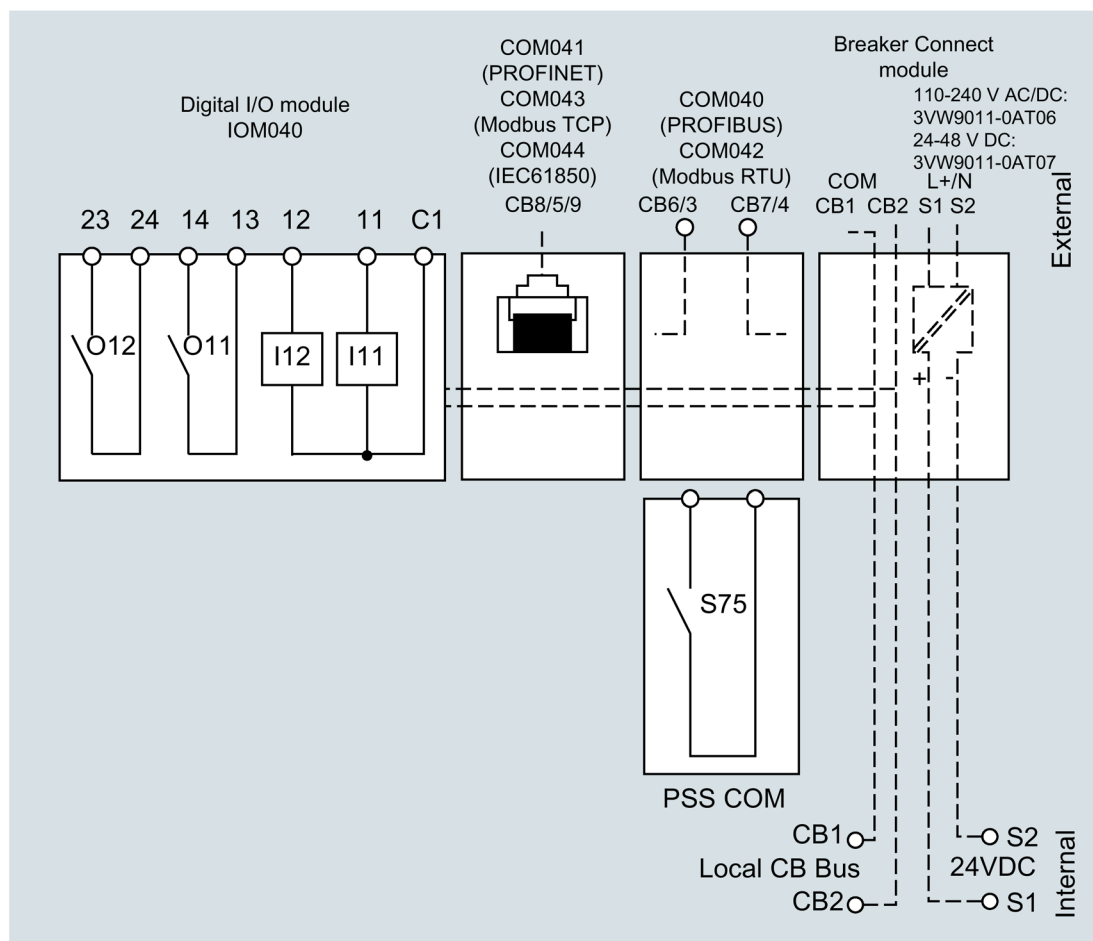 Digital I/O module
IOM040
COM041
(PROFINET)
COM043
(Modbus TCP)
COM044
(IEC61850)
CB8/5/9
COM040
(PROFIBUS)
COM042
(Modbus RTU)
CB6/3 CB7/4
Breaker Connect
module
110-240 V AC/DC:
3VW9011-0AT06
24-48 V DC:
3VW9011-0AT07
COM L+/N
CB1 CB2 S1 S2
External
23 24 14 13 12 11 C1
O12 O11 I12 I11
+ -
S75
PSS COM
CB1 S2
Local CB Bus 24VDC
CB2 S1
Internal